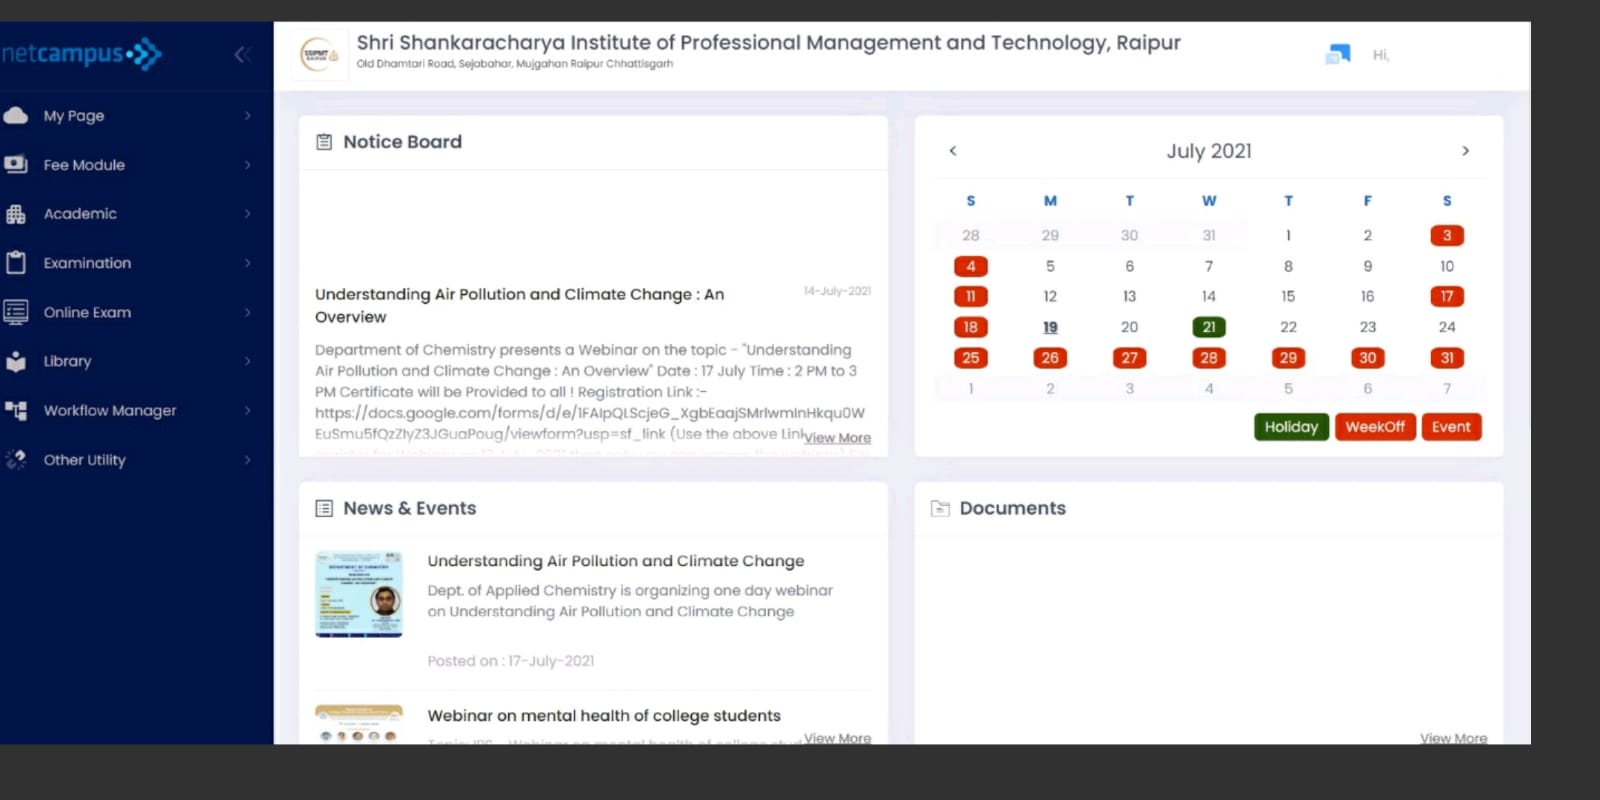 netcampus
Shri Shankaracharya Institute of Professional Management and Technology, Raipur
Old Dhamtari Road, Sejabahar, Mujgahan Raipur Chhattisgarh
Hi,
My Page
Fee Module
Academic
Examination
Online Exam
Library
Workflow Manager
Other Utility
Notice Board
Understanding Air Pollution and Climate Change : An
Overview
14-July-2021
Department of Chemistry presents a Webinar on the topic - "Understanding
Air Pollution and Climate Change : An Overview" Date : 17 July Time : 2 PM to 3
PM Certificate will be Provided to all ! Registration Link :-
https://docs.google.com/forms/d/e/1FAIpQLScjeG_XgbEaajSMrlwmInHkqu0W
EuSmu5fQzZIyZ3JGuaPoug/viewform?usp=sf_link (Use the above Link
View More
July 2021
S M T W T F S
28 29 30 31 1 2 3
4 5 6 7 8 9 10
11 12 13 14 15 16 17
18 19 20 21 22 23 24
25 26 27 28 29 30 31
1 2 3 4 5 6 7
Holiday WeekOff Event
News & Events
Understanding Air Pollution and Climate Change
Dept. of Applied Chemistry is organizing one day webinar
on Understanding Air Pollution and Climate Change
Posted on : 17-July-2021
Webinar on mental health of college students
View More
Documents
View More